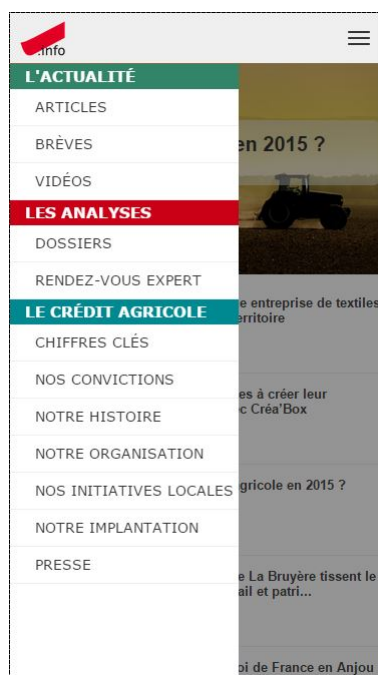 .info
L'ACTUALITÉ
ARTICLES
BRÈVES
VIDÉOS
LES ANALYSES
DOSSIERS
RENDEZ-VOUS EXPERT
LE CRÉDIT AGRICOLE
CHIFFRES CLÉS
NOS CONVICTIONS
NOTRE HISTOIRE
NOTRE ORGANISATION
NOS INITIATIVES LOCALES
NOTRE IMPLANTATION
PRESSE
en 2015 ?
e entreprise de textiles
erritoire
es à créer leur
c Créa'Box
gricole en 2015 ?
e La Bruyère tissent le
ail et patri...
oi de France en Anjou